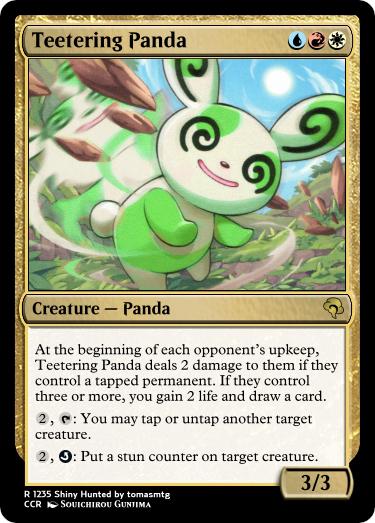 Teetering Panda
Creature — Panda
At the beginning of each opponent's upkeep,
Teetering Panda deals 2 damage to them if they
control a tapped permanent. If they control
three or more, you gain 2 life and draw a card.
2, : You may tap or untap another target
creature.
2, : Put a stun counter on target creature.
3/3
R 1235 Shiny Hunted by tomasmtg
CCR Souichirou Gunjima